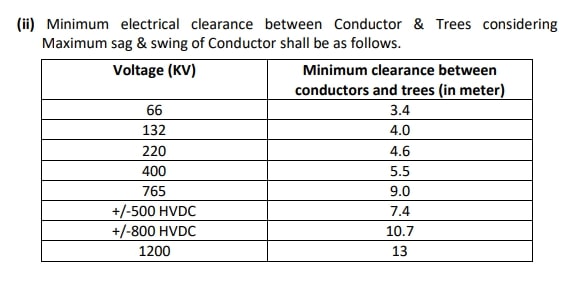 (ii) Minimum electrical clearance between Conductor & Trees considering
Maximum sag & swing of Conductor shall be as follows.
Voltage (KV) Minimum clearance between
conductors and trees (in meter)
66 3.4
132 4.0
220 4.6
400 5.5
765 9.0
+/-500 HVDC 7.4
+/-800 HVDC 10.7
1200 13